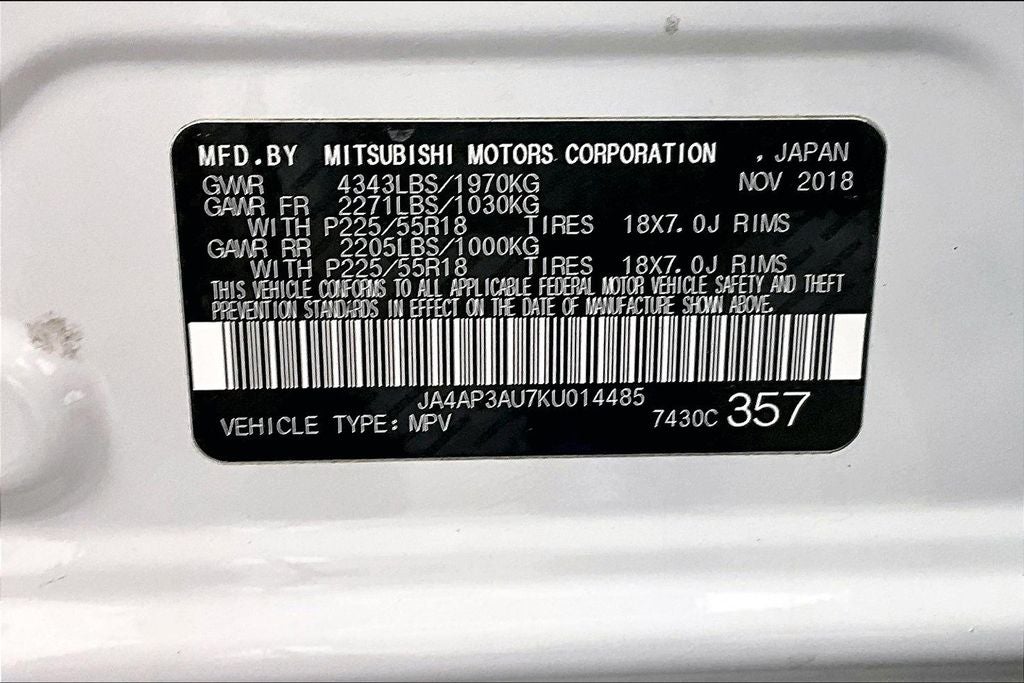 MFD.BY MITSUBISHI MOTORS CORPORATION , JAPAN
GVWR 4343LBS/1970KG NOV 2018
GAWR FR 2271LBS/1030KG
WITH P225/55R18 TIRES 18X7.0J RIMS
GAWR RR 2205LBS/1000KG
WITH P225/55R18 TIRES 18X7.0J RIMS
THIS VEHICLE CONFORMS TO ALL APPLICABLE FEDERAL MOTOR VEHICLE SAFETY AND THEFT
PREVENTION STANDARDS IN EFFECT ON THE DATE OF MANUFACTURE SHOWN ABOVE.
JA4AP3AU7KU014485
VEHICLE TYPE: MPV 7430C 357